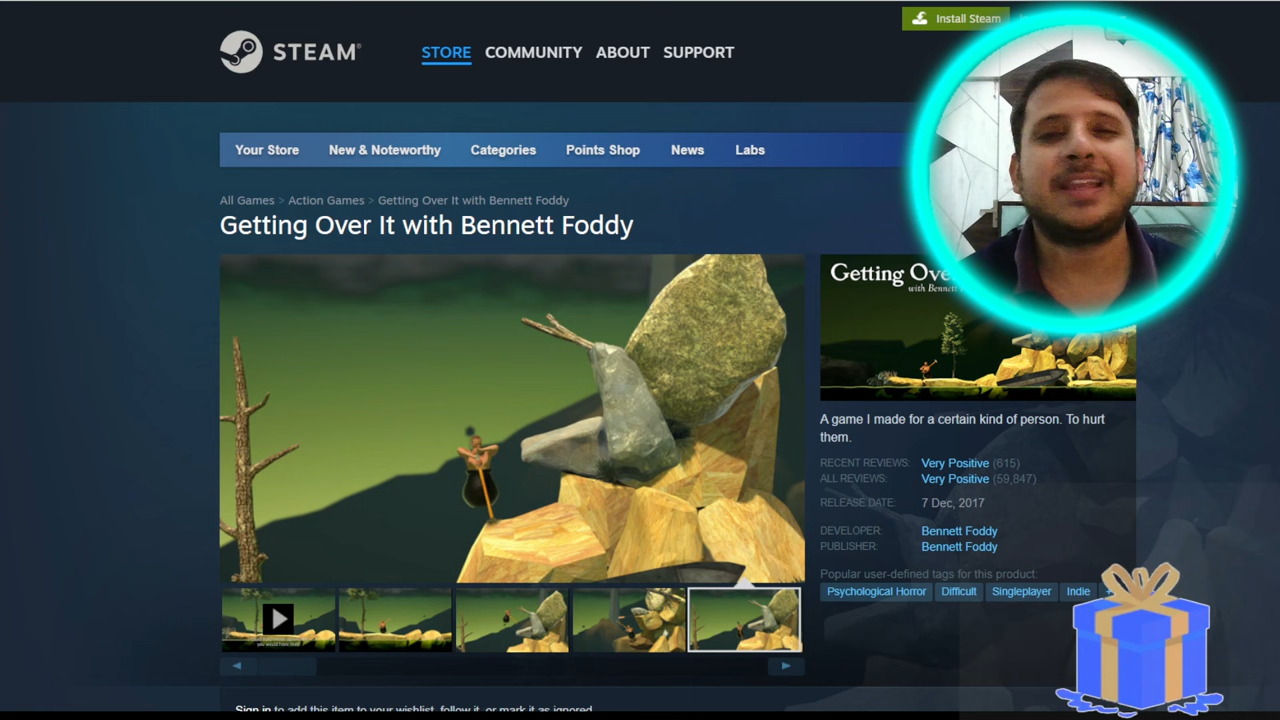 Install Steam
STEAM®
STORE COMMUNITY ABOUT SUPPORT
Your Store New & Noteworthy Categories Points Shop News Labs
All Games > Action Games > Getting Over It with Bennett Foddy
Getting Over It with Bennett Foddy
Getting Ove
with Benne
A game I made for a certain kind of person. To hurt
them.
RECENT REVIEWS: Very Positive (615)
ALL REVIEWS: Very Positive (59,847)
RELEASE DATE: 7 Dec, 2017
DEVELOPER: Bennett Foddy
PUBLISHER: Bennett Foddy
Popular user-defined tags for this product:
Psychological Horror Difficult Singleplayer Indie
Sign in to add this item to your wishlist, follow it, or mark it as ignored